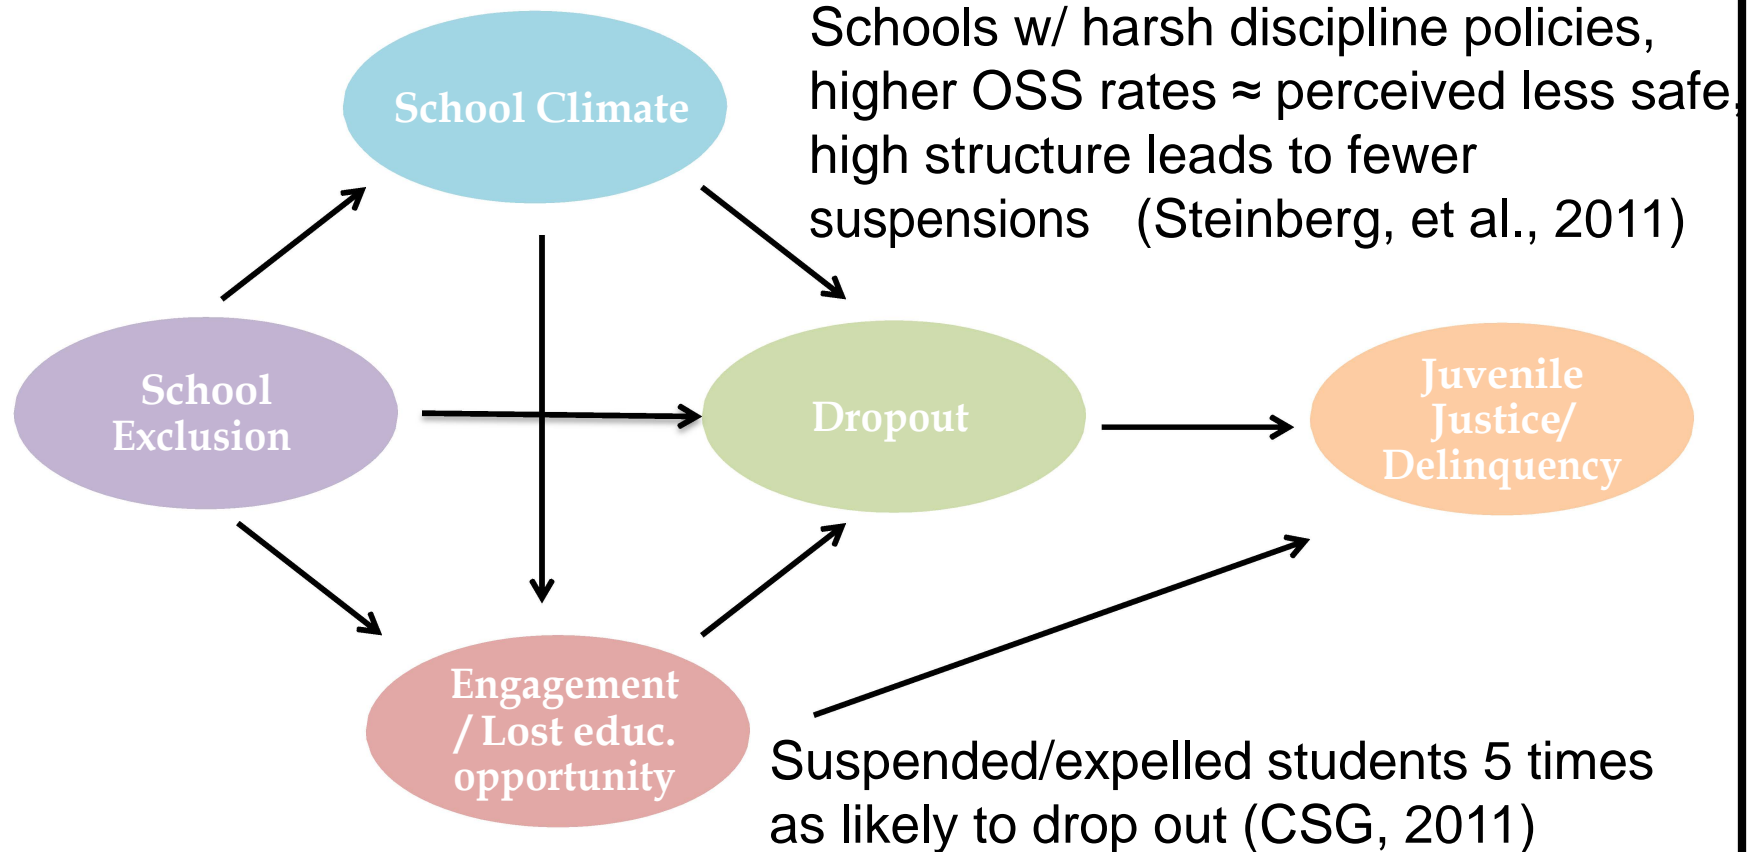 Schools w/ harsh discipline policies,
higher OSS rates ≈ perceived less safe,
high structure leads to fewer
suspensions (Steinberg, et al., 2011)
School Climate
School
Exclusion
Dropout
Juvenile
Justice/
Delinquency
Engagement
/ Lost educ.
opportunity
Suspended/expelled students 5 times
as likely to drop out (CSG, 2011)